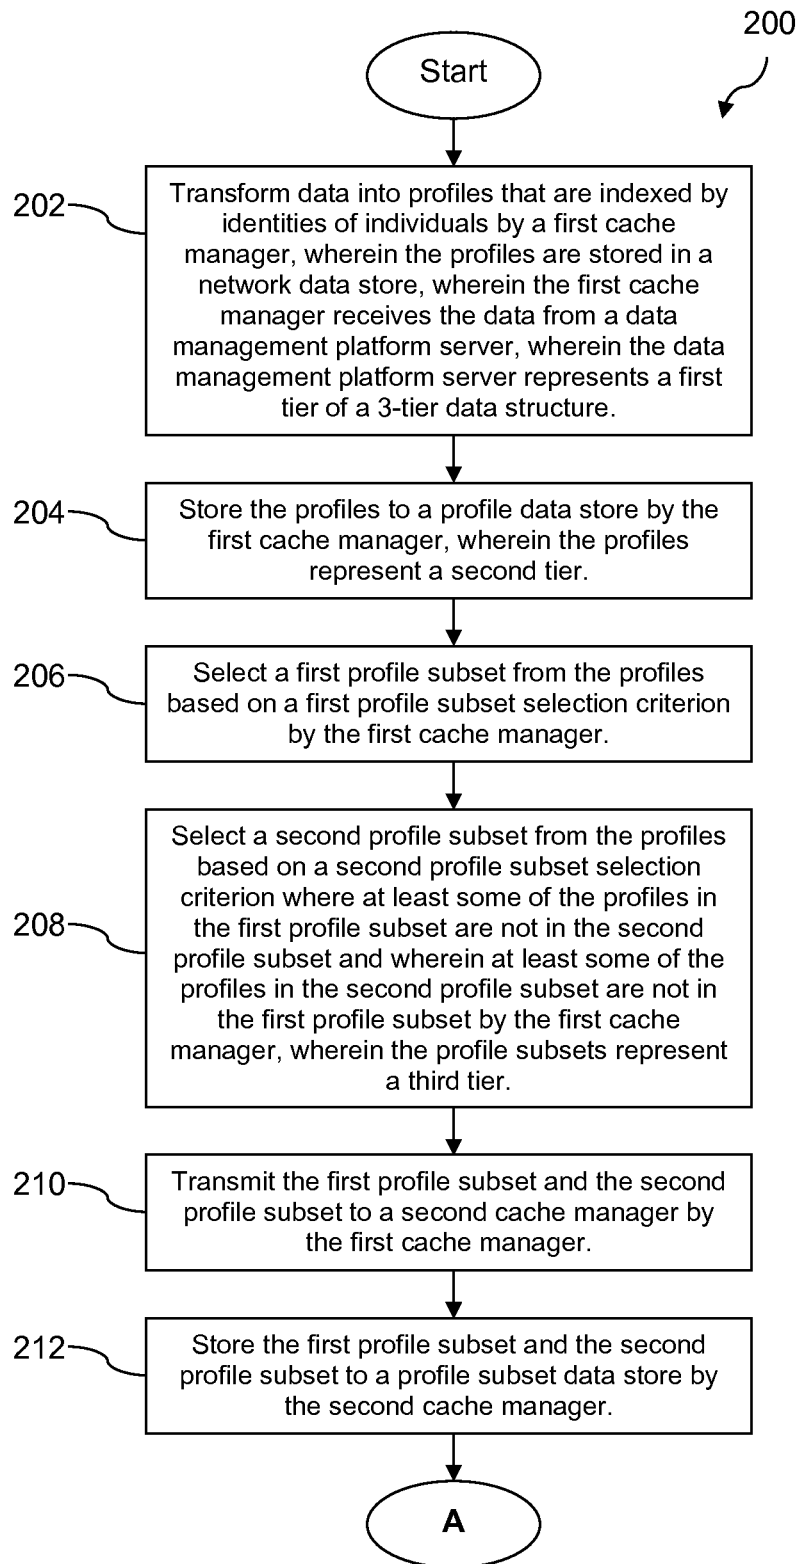 200
Start
202
Transform data into profiles that are indexed by
identities of individuals by a first cache
manager, wherein the profiles are stored in a
network data store, wherein the first cache
manager receives the data from a data
management platform server, wherein the data
management platform server represents a first
tier of a 3-tier data structure.
204
Store the profiles to a profile data store by the
first cache manager, wherein the profiles
represent a second tier.
206
Select a first profile subset from the profiles
based on a first profile subset selection criterion
by the first cache manager.
208
Select a second profile subset from the profiles
based on a second profile subset selection
criterion where at least some of the profiles in
the first profile subset are not in the second
profile subset and wherein at least some of the
profiles in the second profile subset are not in
the first profile subset by the first cache
manager, wherein the profile subsets represent
a third tier.
210
Transmit the first profile subset and the second
profile subset to a second cache manager by
the first cache manager.
212
Store the first profile subset and the second
profile subset to a profile subset data store by
the second cache manager.
A